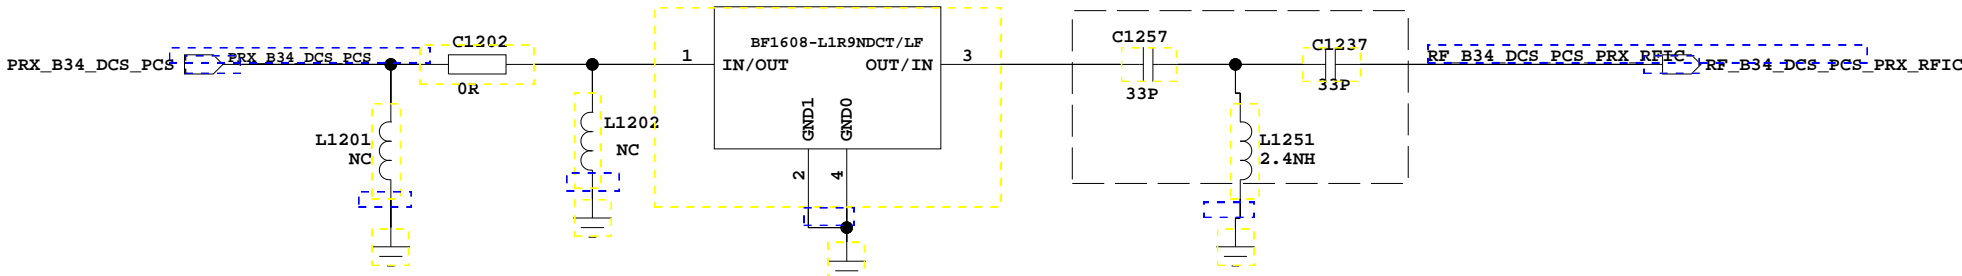 PRX_B34_DCS_PCS
PRX_B34_DCS_PCS
C1202
0R
L1201
NC
L1202
NC
1
BF1608-L1R9NDCT/LF
IN/OUT
OUT/IN
GND1
GND0
2
4
3
C1257
33P
C1237
33P
L1251
2.4NH
RF_B34_DCS_PCS_PRX_RFIC
RF_B34_DCS_PCS_PRX_RFIC